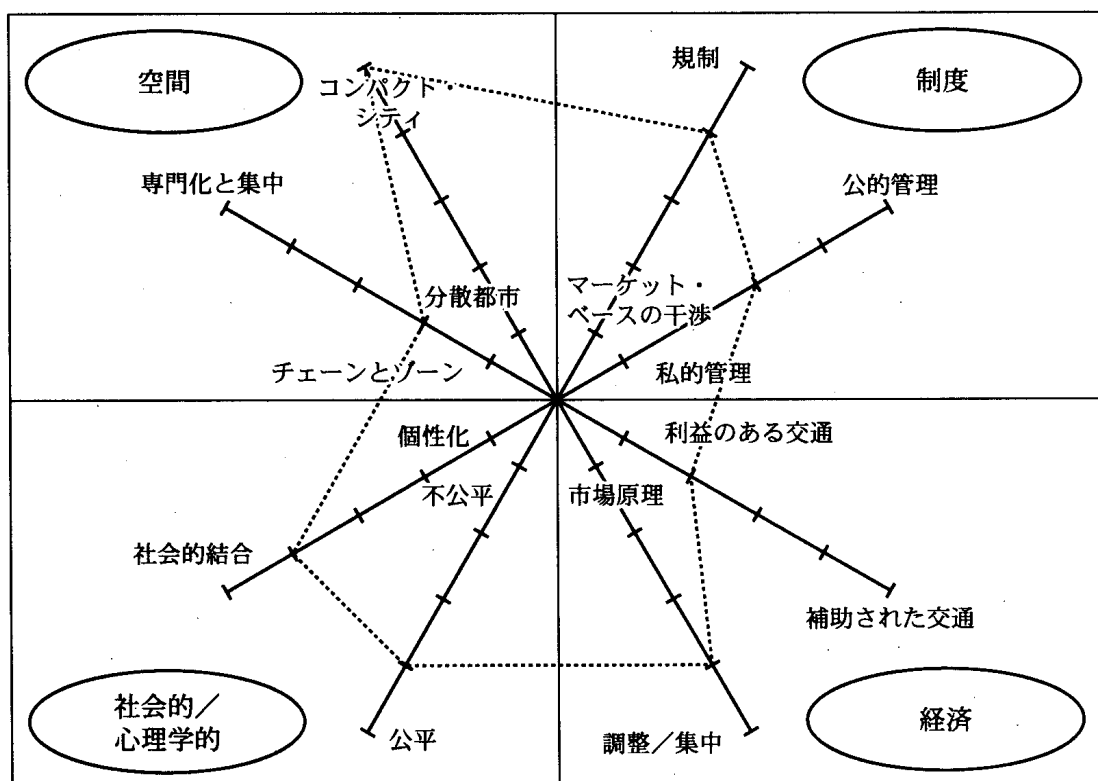 空間
コンパクト・
シティ
専門化と集中
分散都市
チェーンとゾーン
規制
制度
公的管理
マーケット・
ベースの干渉
私的管理
個性化
不公平
社会的結合
社会的／
心理学的
公平
利益のある交通
市場原理
補助された交通
調整／集中
経済